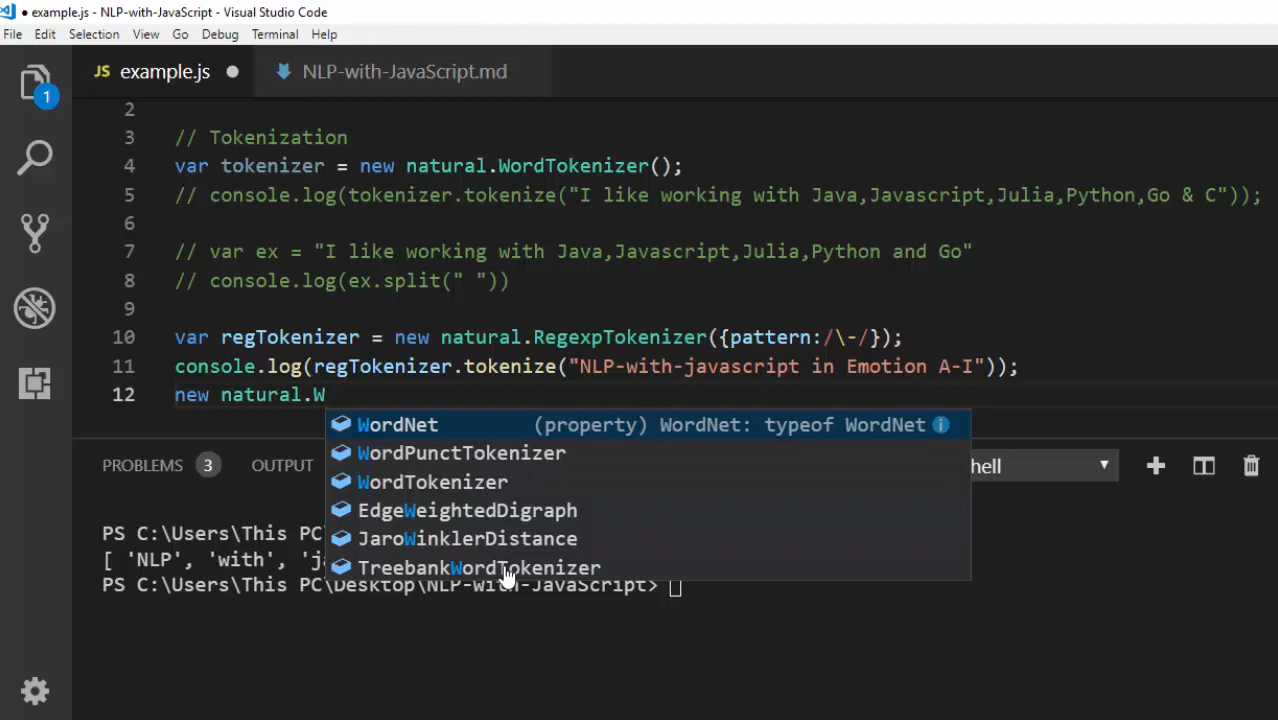 ● example.js - NLP-with-JavaScript - Visual Studio Code
File Edit Selection View Go Debug Terminal Help
JS example.js ● NLP-with-JavaScript.md
1
2
3 // Tokenization
4 var tokenizer = new natural.WordTokenizer();
5 // console.log(tokenizer.tokenize("I like working with Java,Javascript,Julia,Python,Go & C"));
6
7 // var ex = "I like working with Java,Javascript,Julia,Python and Go"
8 // console.log(ex.split(" "))
9
10 var regTokenizer = new natural.RegexpTokenizer({pattern:/\-/});
11 console.log(regTokenizer.tokenize("NLP-with-javascript in Emotion A-I"));
12 new natural.W
WordNet (property) WordNet: typeof WordNet
WordPunctTokenizer
WordTokenizer
EdgeWeightedDigraph
JaroWinklerDistance
TreebankWordTokenizer
PROBLEMS 3 OUTPUT hell
PS C:\Users\This
[ 'NLP', 'with', 'j
PS C:\Users\This PC\Desktop\NLP-with-JavaScript>